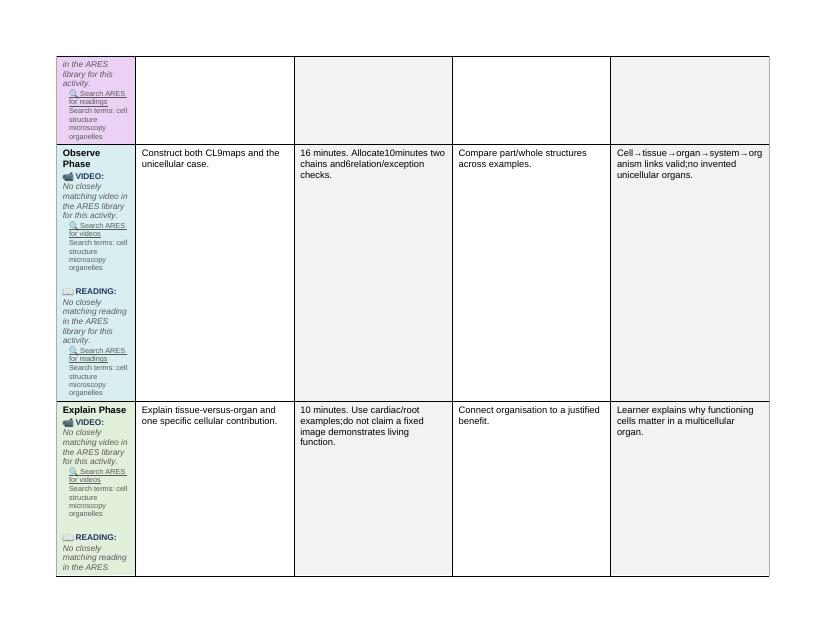 in the ARES
library for this
activity.
🔍 Search ARES
for readings
Search terms: cell
structure
microscopy
organelles
Observe
Phase
📹 VIDEO:
No closely
matching video in
the ARES library
for this activity.
🔍 Search ARES
for videos
Search terms: cell
structure
microscopy
organelles
📖 READING:
No closely
matching reading
in the ARES
library for this
activity.
🔍 Search ARES
for readings
Search terms: cell
structure
microscopy
organelles
Construct both CL9maps and the
unicellular case.
16 minutes. Allocate10minutes two
chains and6relation/exception
checks.
Compare part/whole structures
across examples.
Cell→tissue→organ→system→org
anism links valid;no invented
unicellular organs.
Explain Phase
📹 VIDEO:
No closely
matching video in
the ARES library
for this activity.
🔍 Search ARES
for videos
Search terms: cell
structure
microscopy
organelles
📖 READING:
No closely
matching reading
in the ARES
Explain tissue-versus-organ and
one specific cellular contribution.
10 minutes. Use cardiac/root
examples;do not claim a fixed
image demonstrates living
function.
Connect organisation to a justified
benefit.
Learner explains why functioning
cells matter in a multicellular
organ.